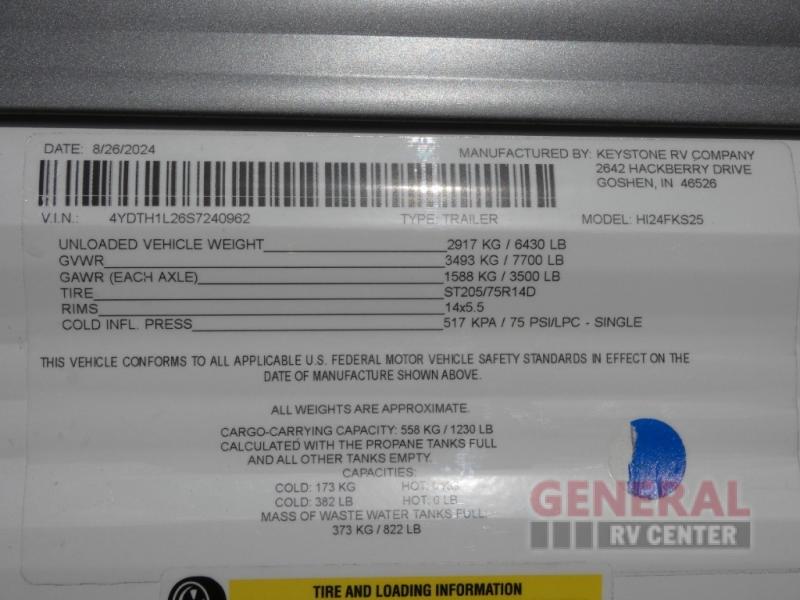 DATE: 8/26/2024
MANUFACTURED BY: KEYSTONE RV COMPANY
2642 HACKBERRY DRIVE
GOSHEN, IN 46526
V.I.N.: 4YDTH1L26S7240962 TYPE: TRAILER MODEL: HI24FKS25
UNLOADED VEHICLE WEIGHT 2917 KG / 6430 LB
GVWR 3493 KG / 7700 LB
GAWR (EACH AXLE) 1588 KG / 3500 LB
TIRE ST205/75R14D
RIMS 14x5.5
COLD INFL. PRESS 517 KPA / 75 PSI/LPC - SINGLE
THIS VEHICLE CONFORMS TO ALL APPLICABLE U.S. FEDERAL MOTOR VEHICLE SAFETY STANDARDS IN EFFECT ON THE
DATE OF MANUFACTURE SHOWN ABOVE.
ALL WEIGHTS ARE APPROXIMATE.
CARGO-CARRYING CAPACITY: 558 KG / 1230 LB
CALCULATED WITH THE PROPANE TANKS FULL
AND ALL OTHER TANKS EMPTY.
CAPACITIES:
COLD: 173 KG HOT:
COLD: 382 LB HOT: 0 LB
MASS OF WASTE WATER TANKS FULL:
373 KG / 822 LB
GENERAL
RV CENTER
TIRE AND LOADING INFORMATION